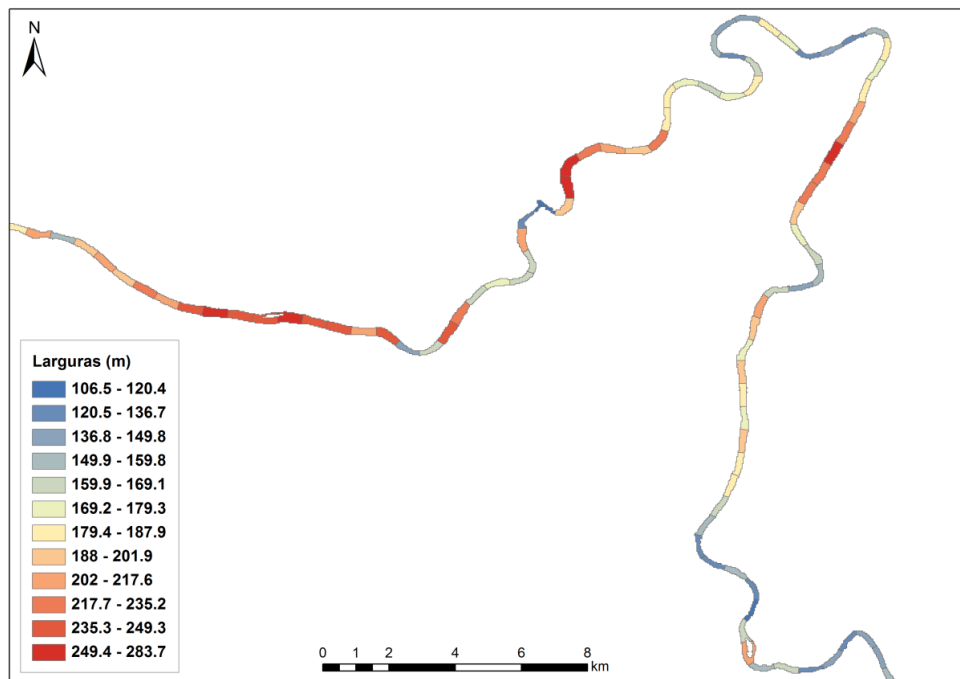 N
Larguras (m)
106.5 - 120.4
120.5 - 136.7
136.8 - 149.8
149.9 - 159.8
159.9 - 169.1
169.2 - 179.3
179.4 - 187.9
188 - 201.9
202 - 217.6
217.7 - 235.2
235.3 - 249.3
249.4 - 283.7
0 1 2 4 6 8
km